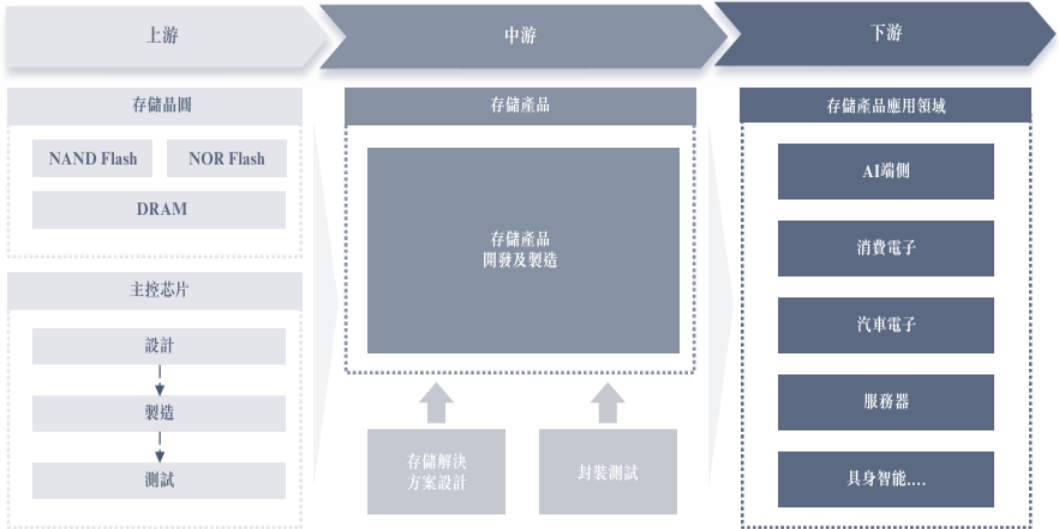 上游
中游
下游
存儲晶圓
NAND Flash
NOR Flash
DRAM
主控芯片
設計
製造
測試
存儲產品
存儲產品
開發及製造
存儲解決
方案設計
封裝測試
存儲產品應用領域
AI端側
消費電子
汽車電子
服務器
具身智能....